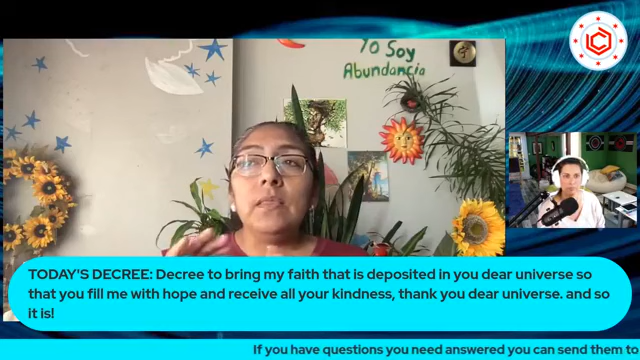 Yo Soy
Abundancia
TODAY'S DECREE: Decree to bring my faith that is deposited in you dear universe so
that you fill me with hope and receive all your kindness, thank you dear universe. and so
it is!
If you have questions you need answered you can send them to